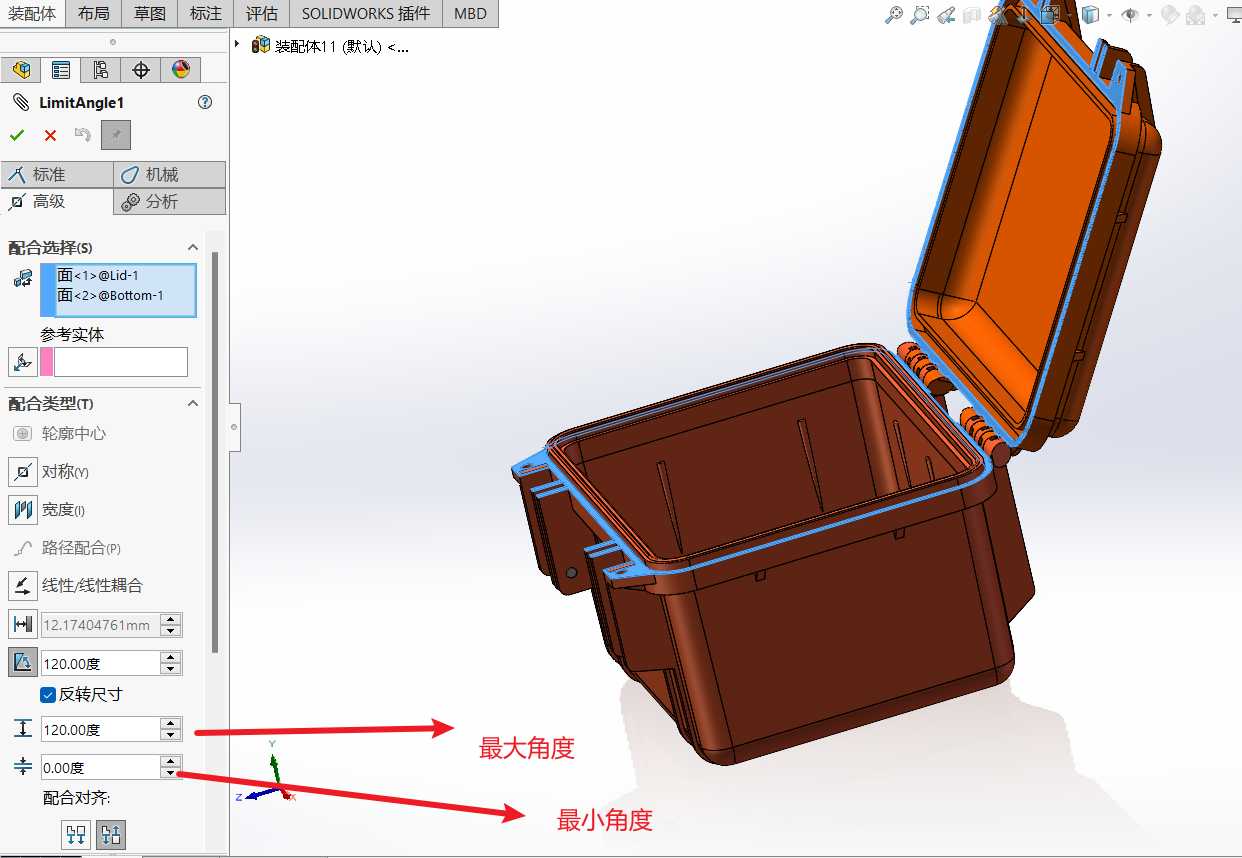 装配体 布局 草图 标注 评估 SOLIDWORKS 插件 MBD
装配体11 (默认) <...
LimitAngle1
标准 机械
高级 分析
配合选择(S)
面<1>@Lid-1
面<2>@Bottom-1
参考实体
配合类型(T)
轮廓中心
对称(Y)
宽度(I)
路径配合(P)
线性/线性耦合
12.17404761mm
120.00度
反转尺寸
120.00度
最大角度
0.00度
最小角度
配合对齐:
Y
Z X